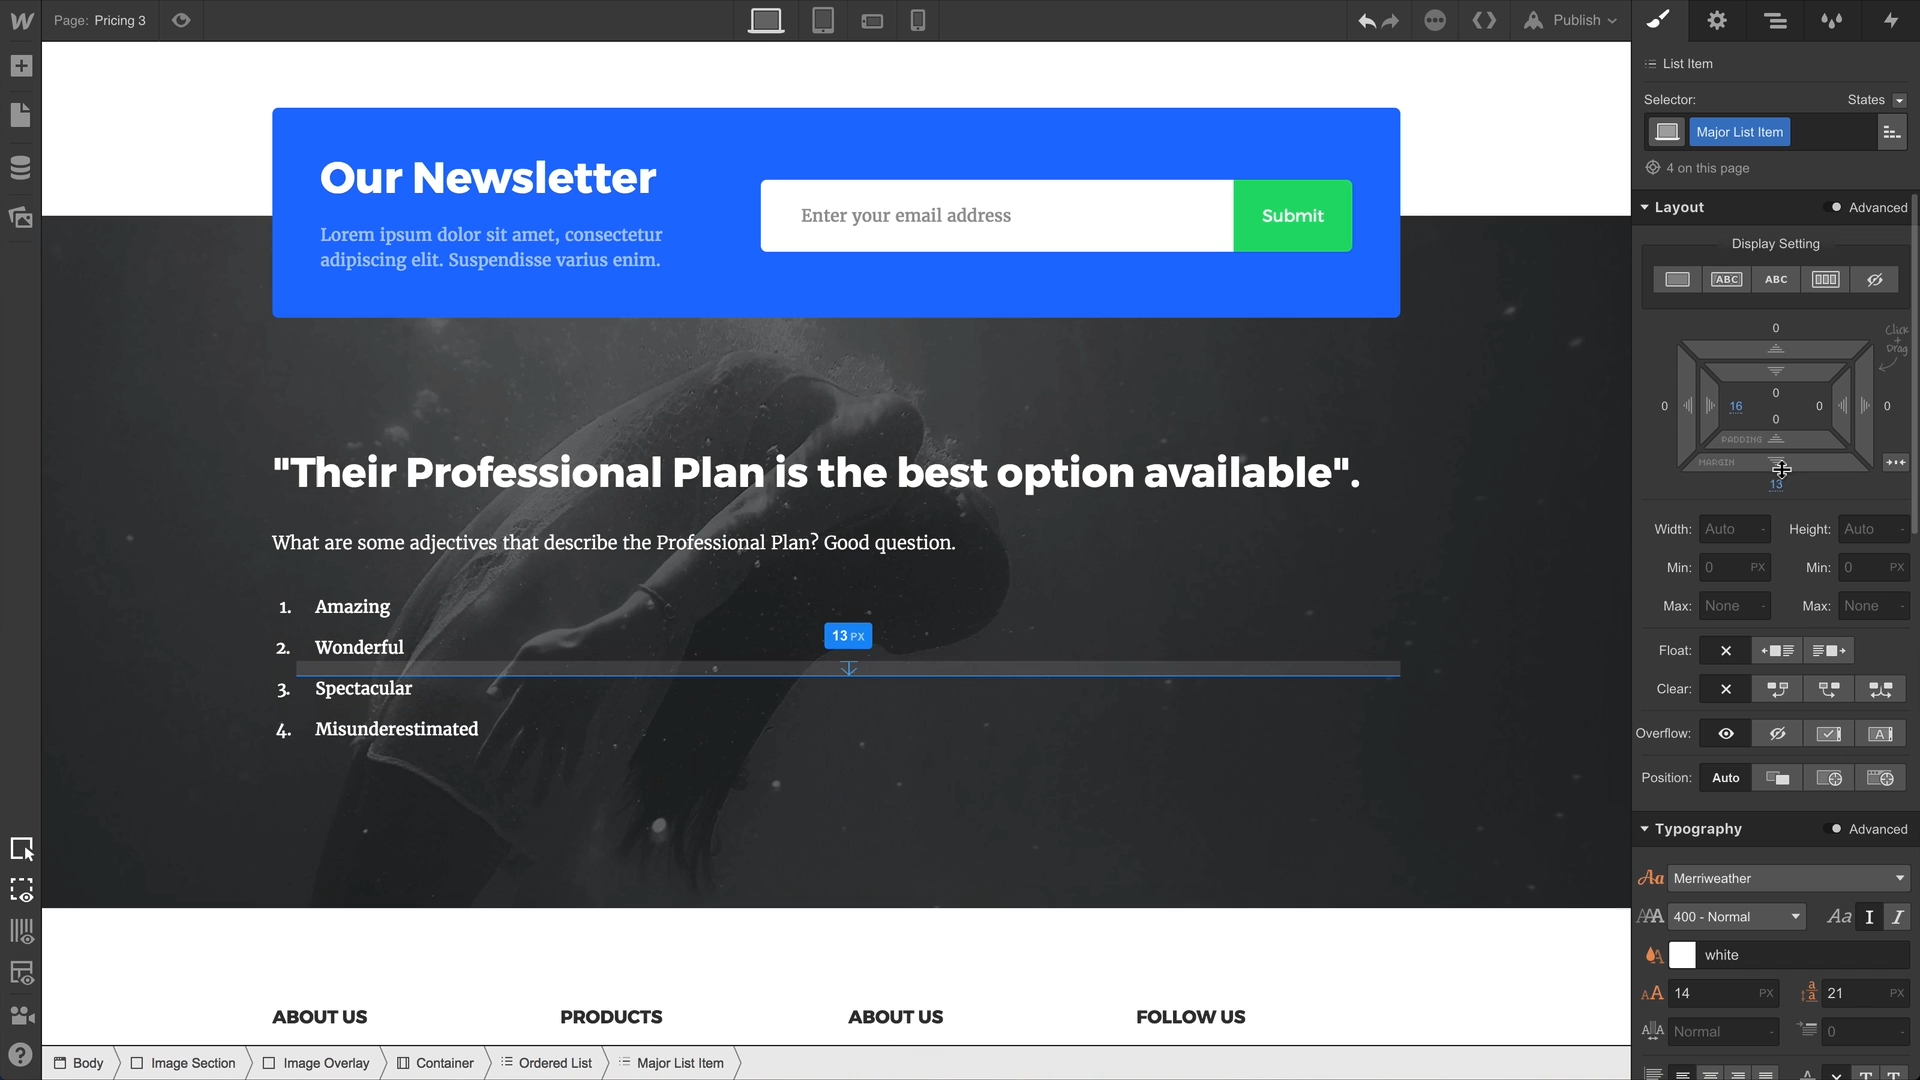 Page: Pricing 3
Publish
Our Newsletter
Lorem ipsum dolor sit amet, consectetur
adipiscing elit. Suspendisse varius enim.
Enter your email address
Submit
"Their Professional Plan is the best option available".
What are some adjectives that describe the Professional Plan? Good question.
1. Amazing
2. Wonderful
3. Spectacular
4. Misunderestimated
13 PX
ABOUT US
PRODUCTS
ABOUT US
FOLLOW US
Body
Image Section
Image Overlay
Container
Ordered List
Major List Item
List Item
Selector:
States
Major List Item
4 on this page
Layout
Advanced
Display Setting
ABC
ABC
0
Click
+
Drag
0
0
16
0
0
0
PADDING
MARGIN
13
Width: Auto - Height: Auto -
Min: 0 PX Min: 0 PX
Max: None - Max: None -
Float:
Clear:
Overflow:
Position: Auto
Typography
Advanced
Merriweather
400 - Normal
white
14 PX 21 PX
Normal - 0 -